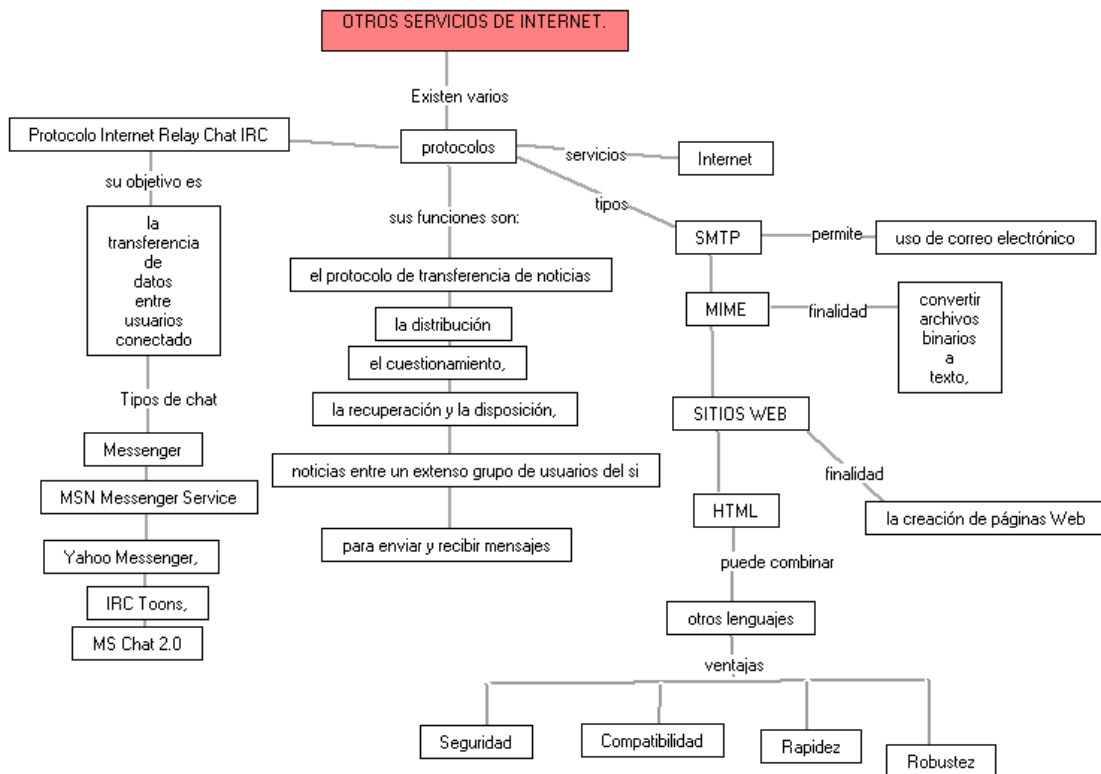 OTROS SERVICIOS DE INTERNET.
Existen varios
Protocolo Internet Relay Chat IRC
protocolos
servicios
Internet
su objetivo es
la
transferencia
de
datos
entre
usuarios
conectado
Tipos de chat
Messenger
MSN Messenger Service
Yahoo Messenger,
IRC Toons,
MS Chat 2.0
sus funciones son:
el protocolo de transferencia de noticias
la distribución
el cuestionamiento,
la recuperación y la disposición,
noticias entre un extenso grupo de usuarios del si
para enviar y recibir mensajes
tipos
SMTP
permite
uso de correo electrónico
MIME
finalidad
convertir
archivos
binarios
a
texto,
SITIOS WEB
finalidad
la creación de páginas Web
HTML
puede combinar
otros lenguajes
ventajas
Seguridad
Compatibilidad
Rapidez
Robustez